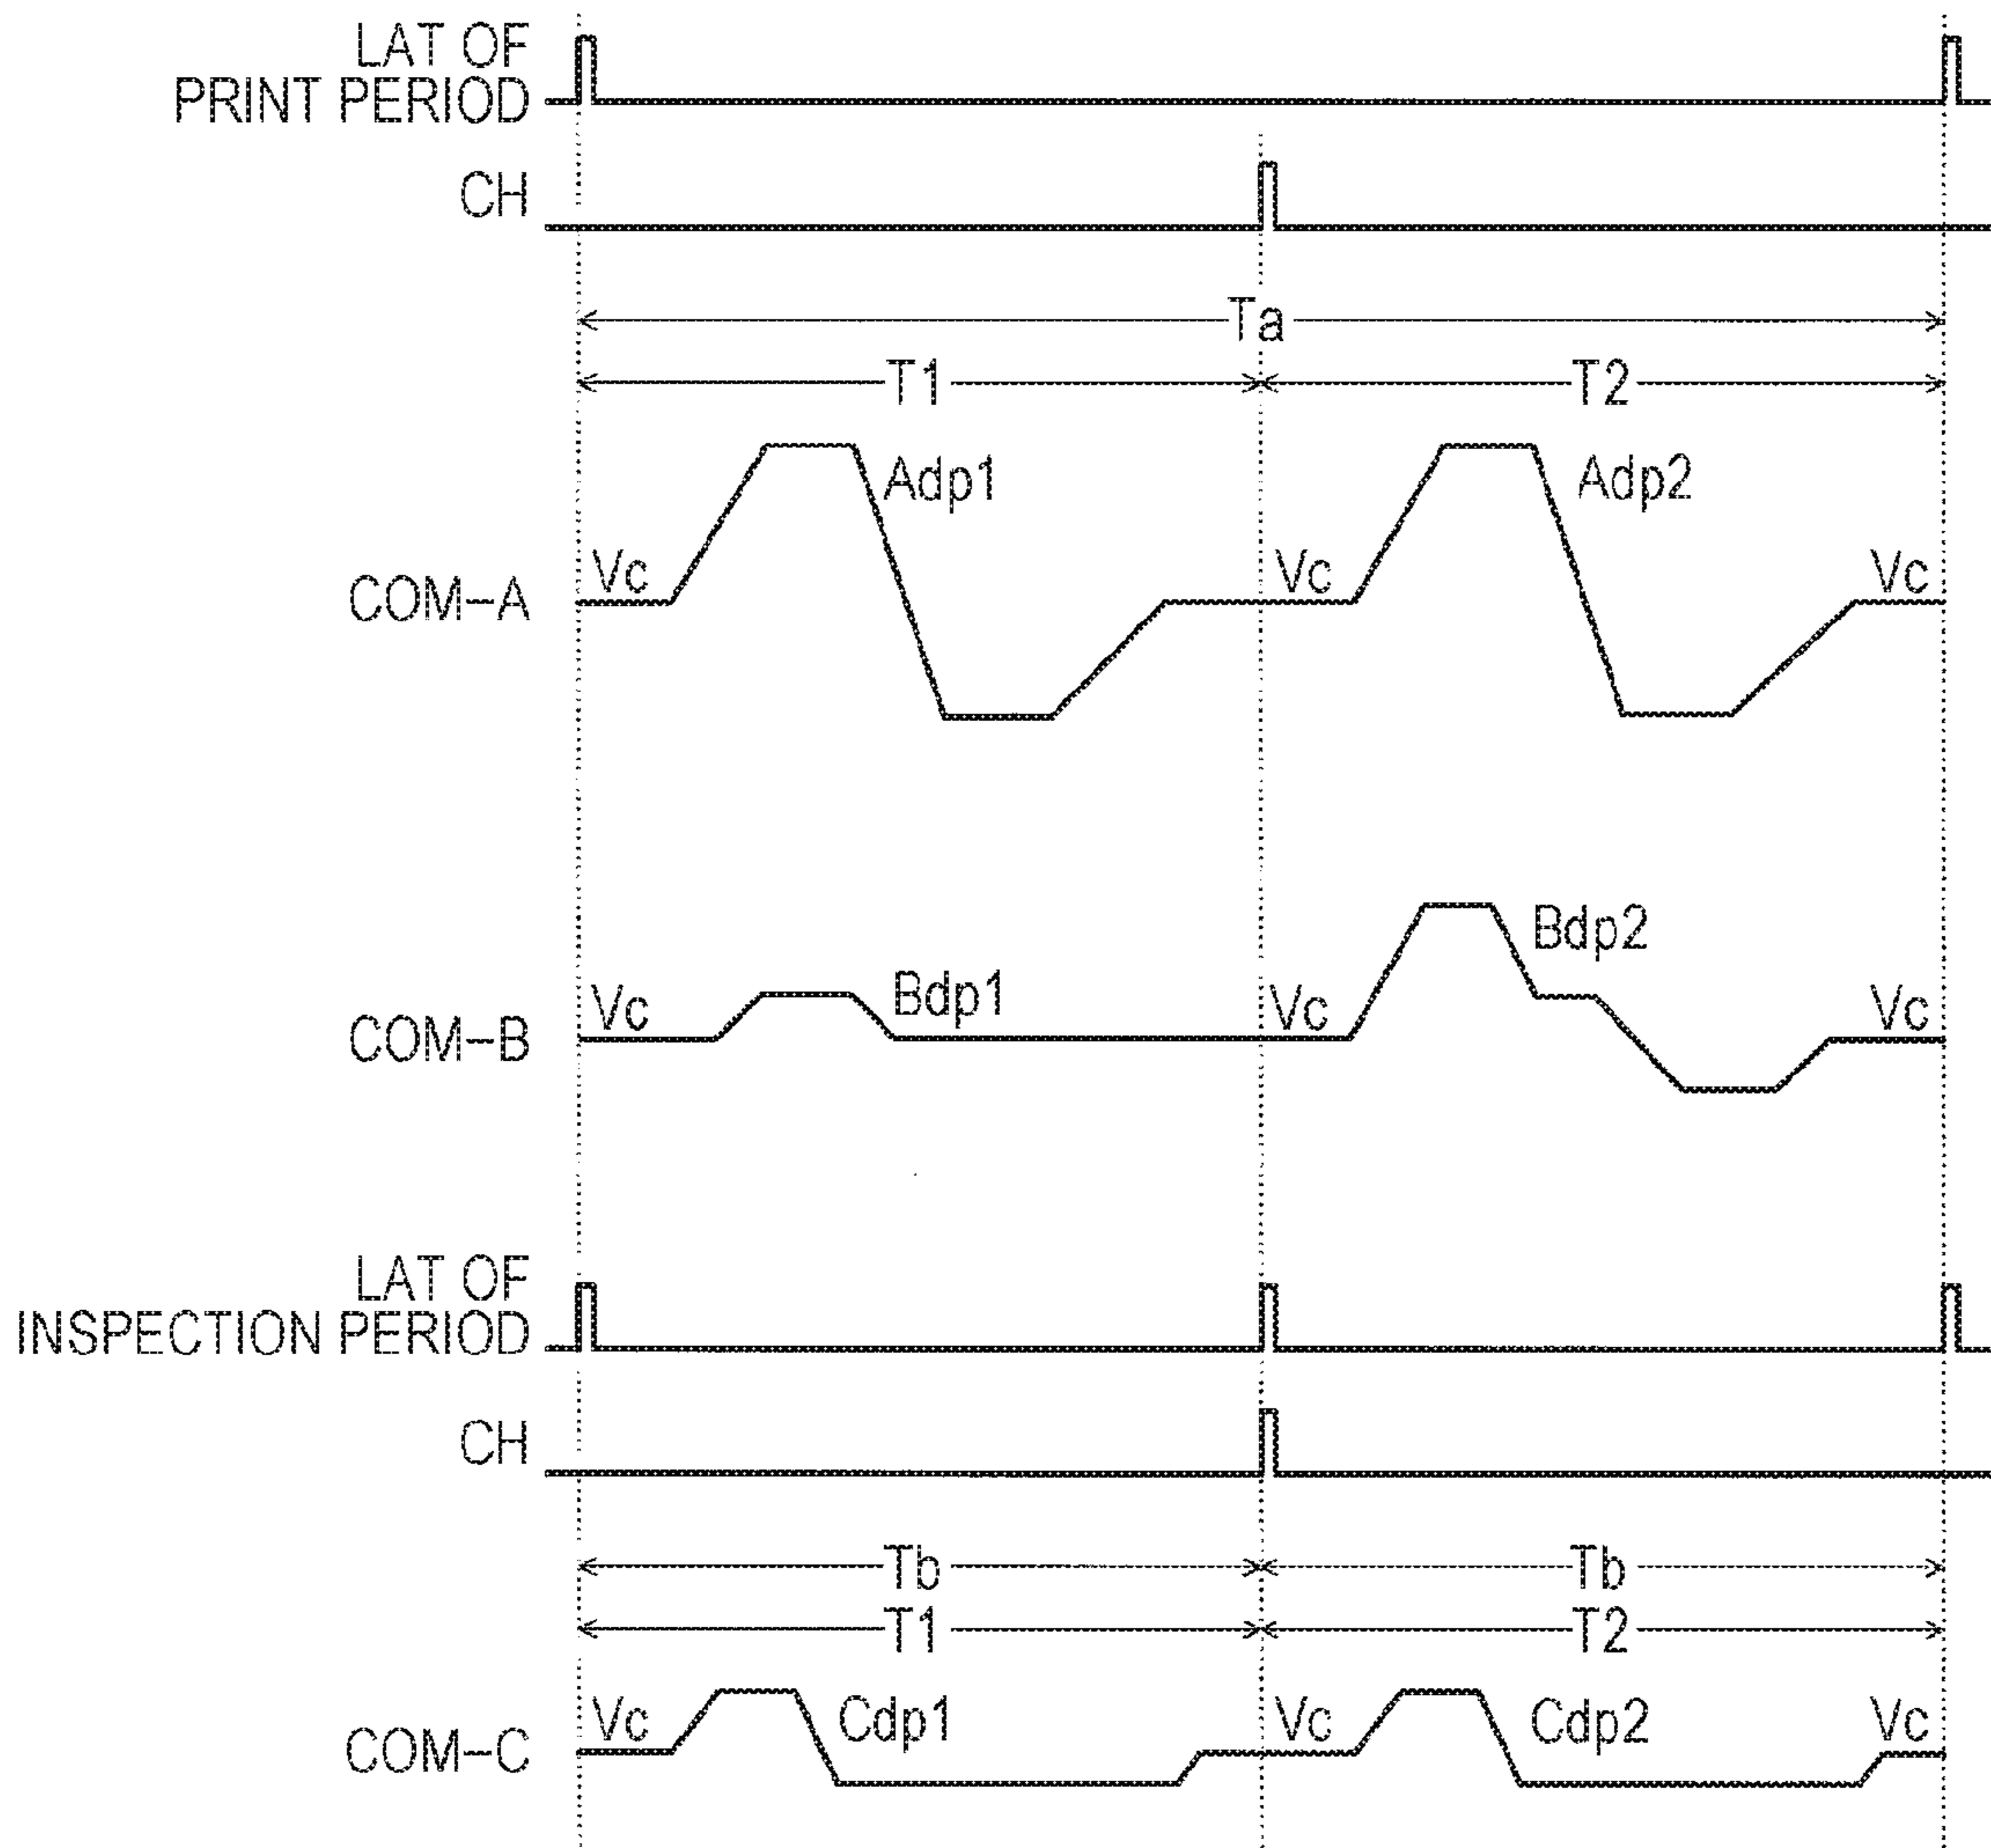 LAT OF
PRINT PERIOD
CH
Ta
T1 T2
Adp1 Adp2
COM-A Vc Vc Vc
Bdp1 Bdp2
COM-B Vc Vc Vc
LAT OF
INSPECTION PERIOD
CH
Tb Tb
T1 T2
COM-C Vc Cdp1 Vc Cdp2 Vc